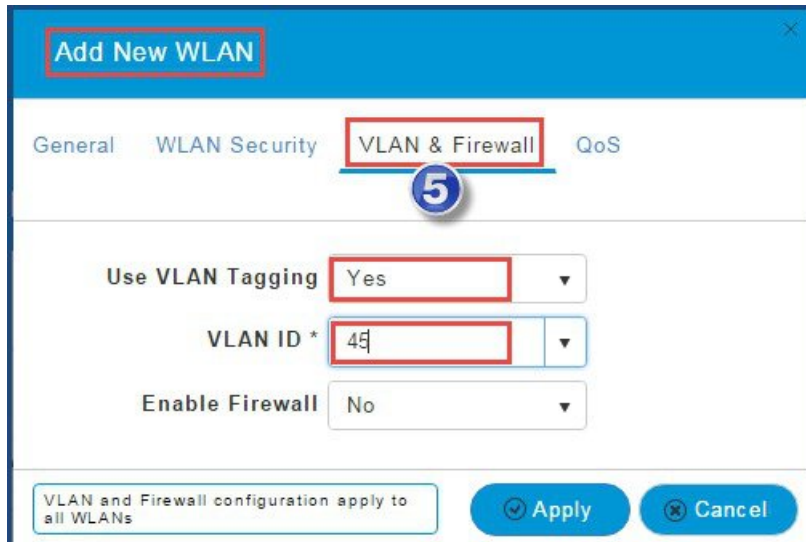 Add New WLAN
General WLAN Security VLAN & Firewall QoS
5
Use VLAN Tagging Yes
VLAN ID * 45
Enable Firewall No
VLAN and Firewall configuration apply to
all WLANs
Apply Cancel